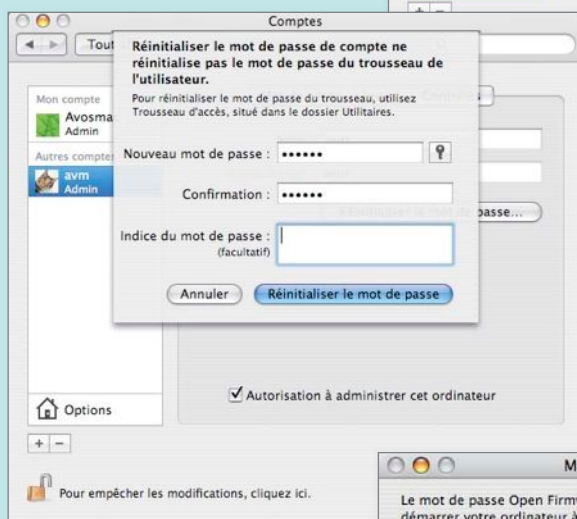 Comptes
Tout
Réinitialiser le mot de passe de compte ne
réinitialise pas le mot de passe du trousseau de
l'utilisateur.
Pour réinitialiser le mot de passe du trousseau, utilisez
Trousseau d'accès, situé dans le dossier Utilitaires.
Mon compte
Avosma
Admin
Autres comptes
avm
Admin
Nouveau mot de passe : ••••••
Confirmation : ••••••
passe...
Indice du mot de passe :
(facultatif)
Annuler
Réinitialiser le mot de passe
Autorisation à administrer cet ordinateur
Options
+ −
Pour empêcher les modifications, cliquez ici.
M
Le mot de passe Open Firmw
démarrer votre ordinateur à